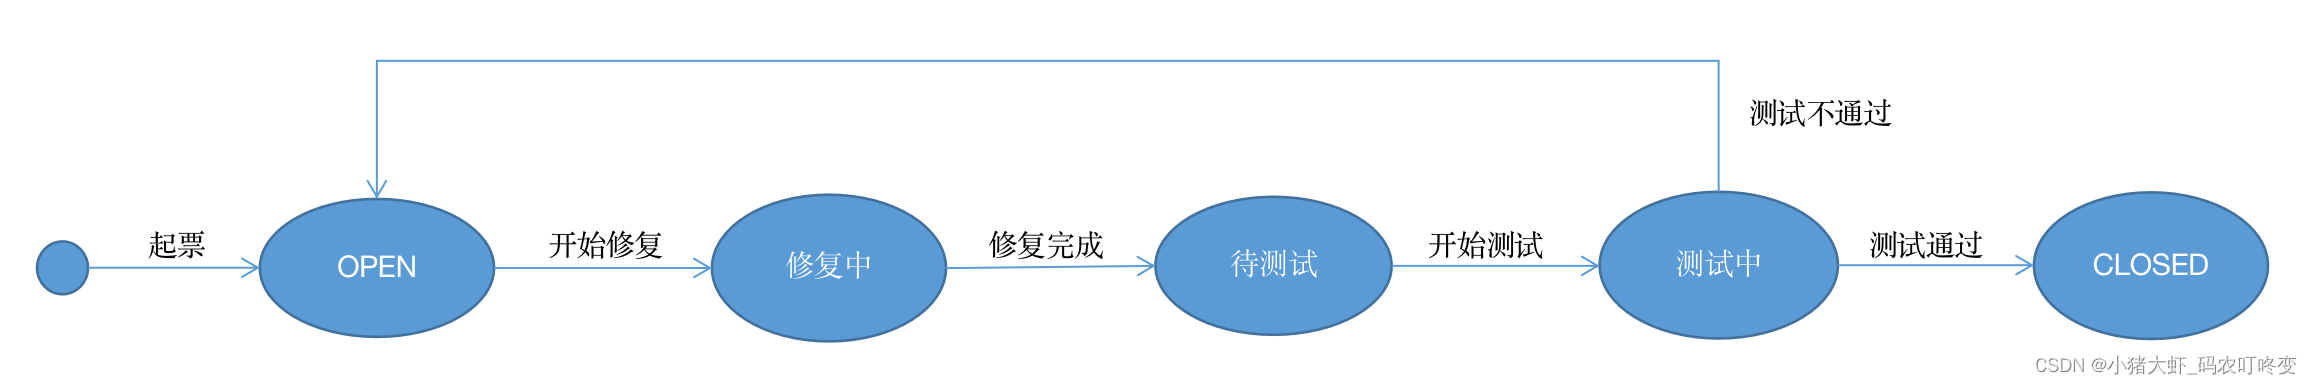 测试不通过
起票
OPEN
开始修复
修复中
修复完成
待测试
开始测试
测试中
测试通过
CLOSED
CSDN @小猪大虾_码农叮咚变